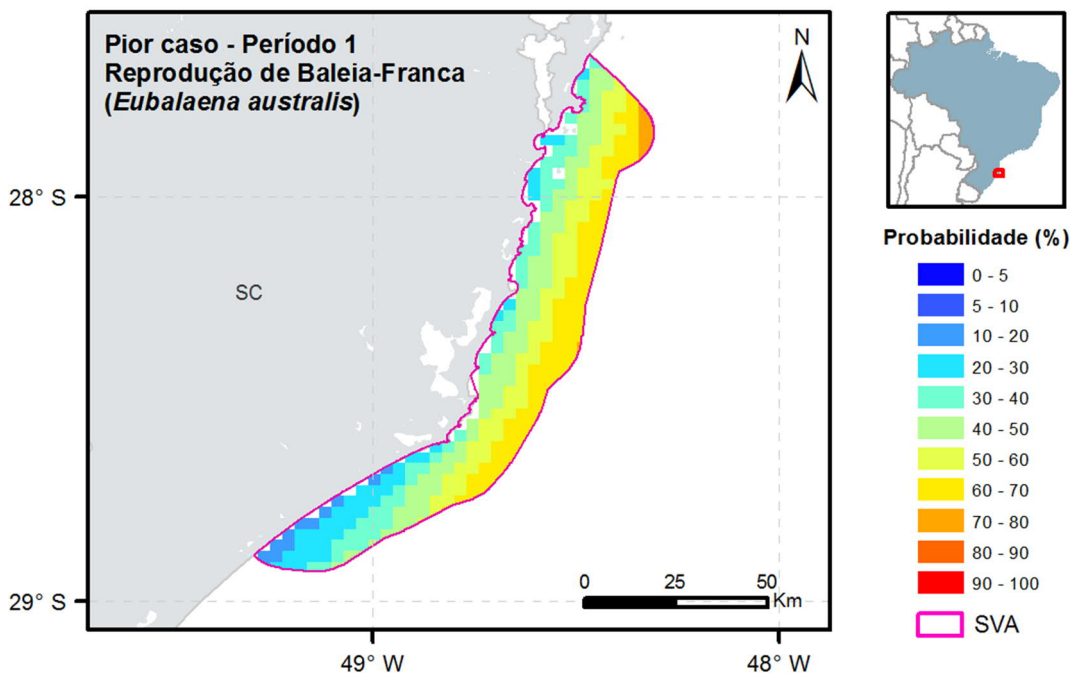 Pior caso - Período 1
Reprodução de Baleia-Franca
(Eubalaena australis)
N
28° S
SC
29° S
49° W
48° W
0 25 50
Km
Probabilidade (%)
0 - 5
5 - 10
10 - 20
20 - 30
30 - 40
40 - 50
50 - 60
60 - 70
70 - 80
80 - 90
90 - 100
SVA